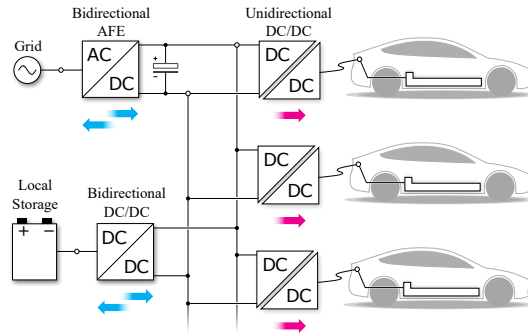 Bidirectional
AFE
Unidirectional
DC/DC
Grid
AC
DC
+
DC
DC
Local
Storage
Bidirectional
DC/DC
+ −
DC
DC
DC
DC
DC
DC